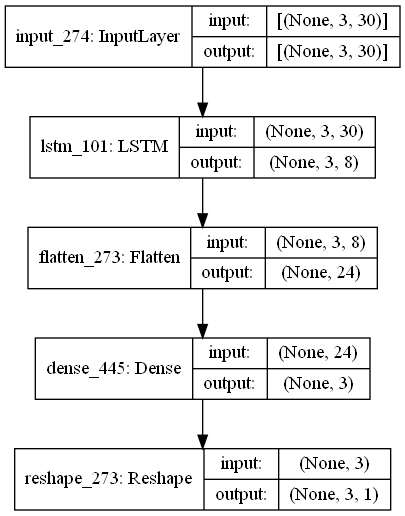 input_274: InputLayer
input:
[(None, 3, 30)]
output:
[(None, 3, 30)]
lstm_101: LSTM
input:
(None, 3, 30)
output:
(None, 3, 8)
flatten_273: Flatten
input:
(None, 3, 8)
output:
(None, 24)
dense_445: Dense
input:
(None, 24)
output:
(None, 3)
reshape_273: Reshape
input:
(None, 3)
output:
(None, 3, 1)